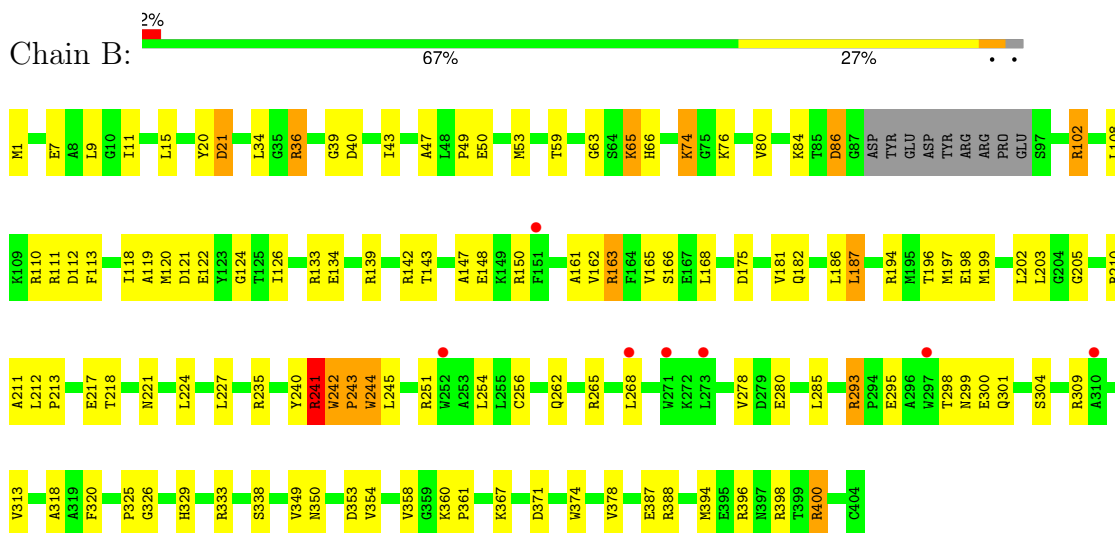 2%
Chain B:
67% 27% • •
M1 E7 A8 L9 G10 I11 L15 Y20 D21 L34 G35 R36 G39 D40 I43 A47 L48 P49 E50 M53 T59 G63 S64 K65 H66 K74 G75 K76 V80 K84 T85 D86 G87 ASP TYR GLU ASP TYR ARG ARG PRO GLU S97 R102 L108
K109 R110 R111 D112 F113 I118 A119 M120 D121 E122 Y123 G124 T125 I126 R133 E134 R139 R142 T143 A147 E148 K149 R150 F151 A161 V162 R163 F164 V165 S166 E167 L168 D175 V181 Q182 L186 L187 R194 M195 T196 M197 E198 M199 L202 L203 G204 G205
A211 L212 P213 E217 T218 N221 L224 L227 R235 Y240 R241 W242 P243 W244 L245 R251 W252 A253 L254 L255 C256 Q262 R265 L268 W271 K272 L273 V278 D279 E280 L285 R293 P294 E295 A296 W297 T298 N299 E300 Q301 S304 R309 A310
V313 A318 A319 F320 P325 G326 H329 R333 S338 V349 N350 D353 V354 V358 G359 K360 P361 K367 D371 W374 V378 E387 R388 M394 E395 R396 N397 R398 T399 R400 C404